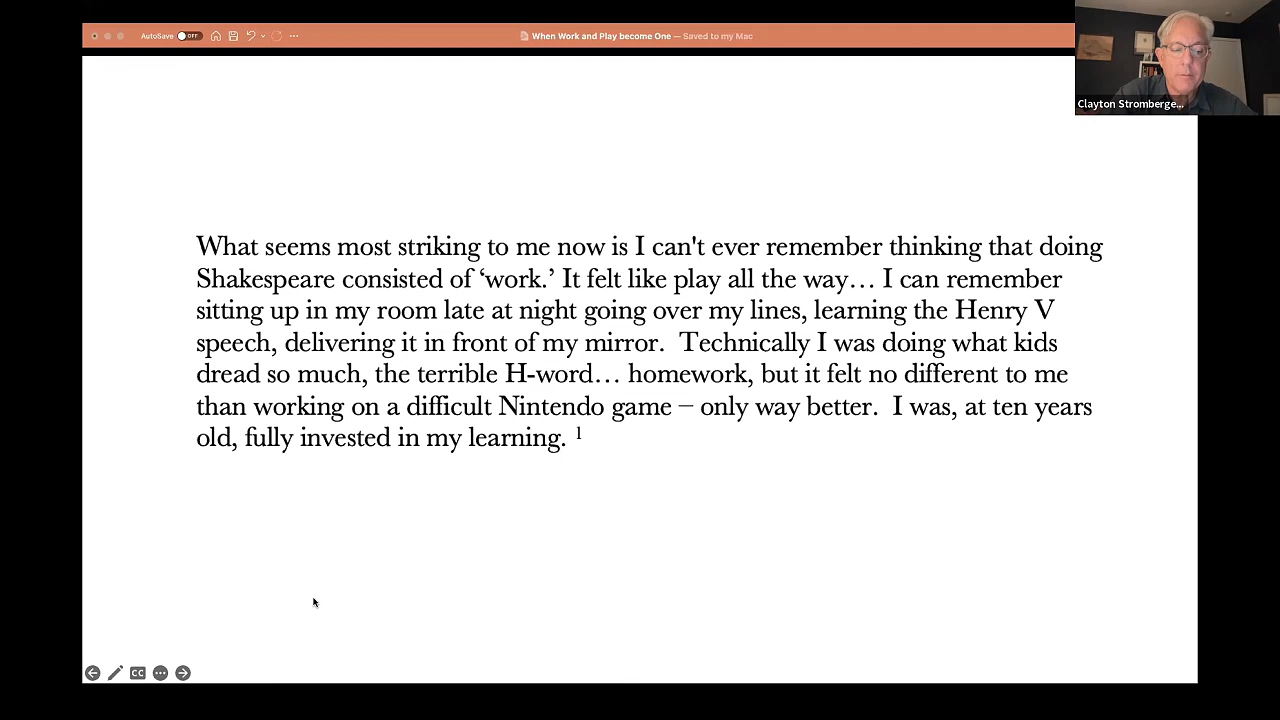 AutoSave OFF
When Work and Play become One — Saved to my Mac
Clayton Stromberge...
What seems most striking to me now is I can't ever remember thinking that doing
Shakespeare consisted of ‘work.’ It felt like play all the way… I can remember
sitting up in my room late at night going over my lines, learning the Henry V
speech, delivering it in front of my mirror.  Technically I was doing what kids
dread so much, the terrible H-word… homework, but it felt no different to me
than working on a difficult Nintendo game – only way better.  I was, at ten years
old, fully invested in my learning. 1
CC